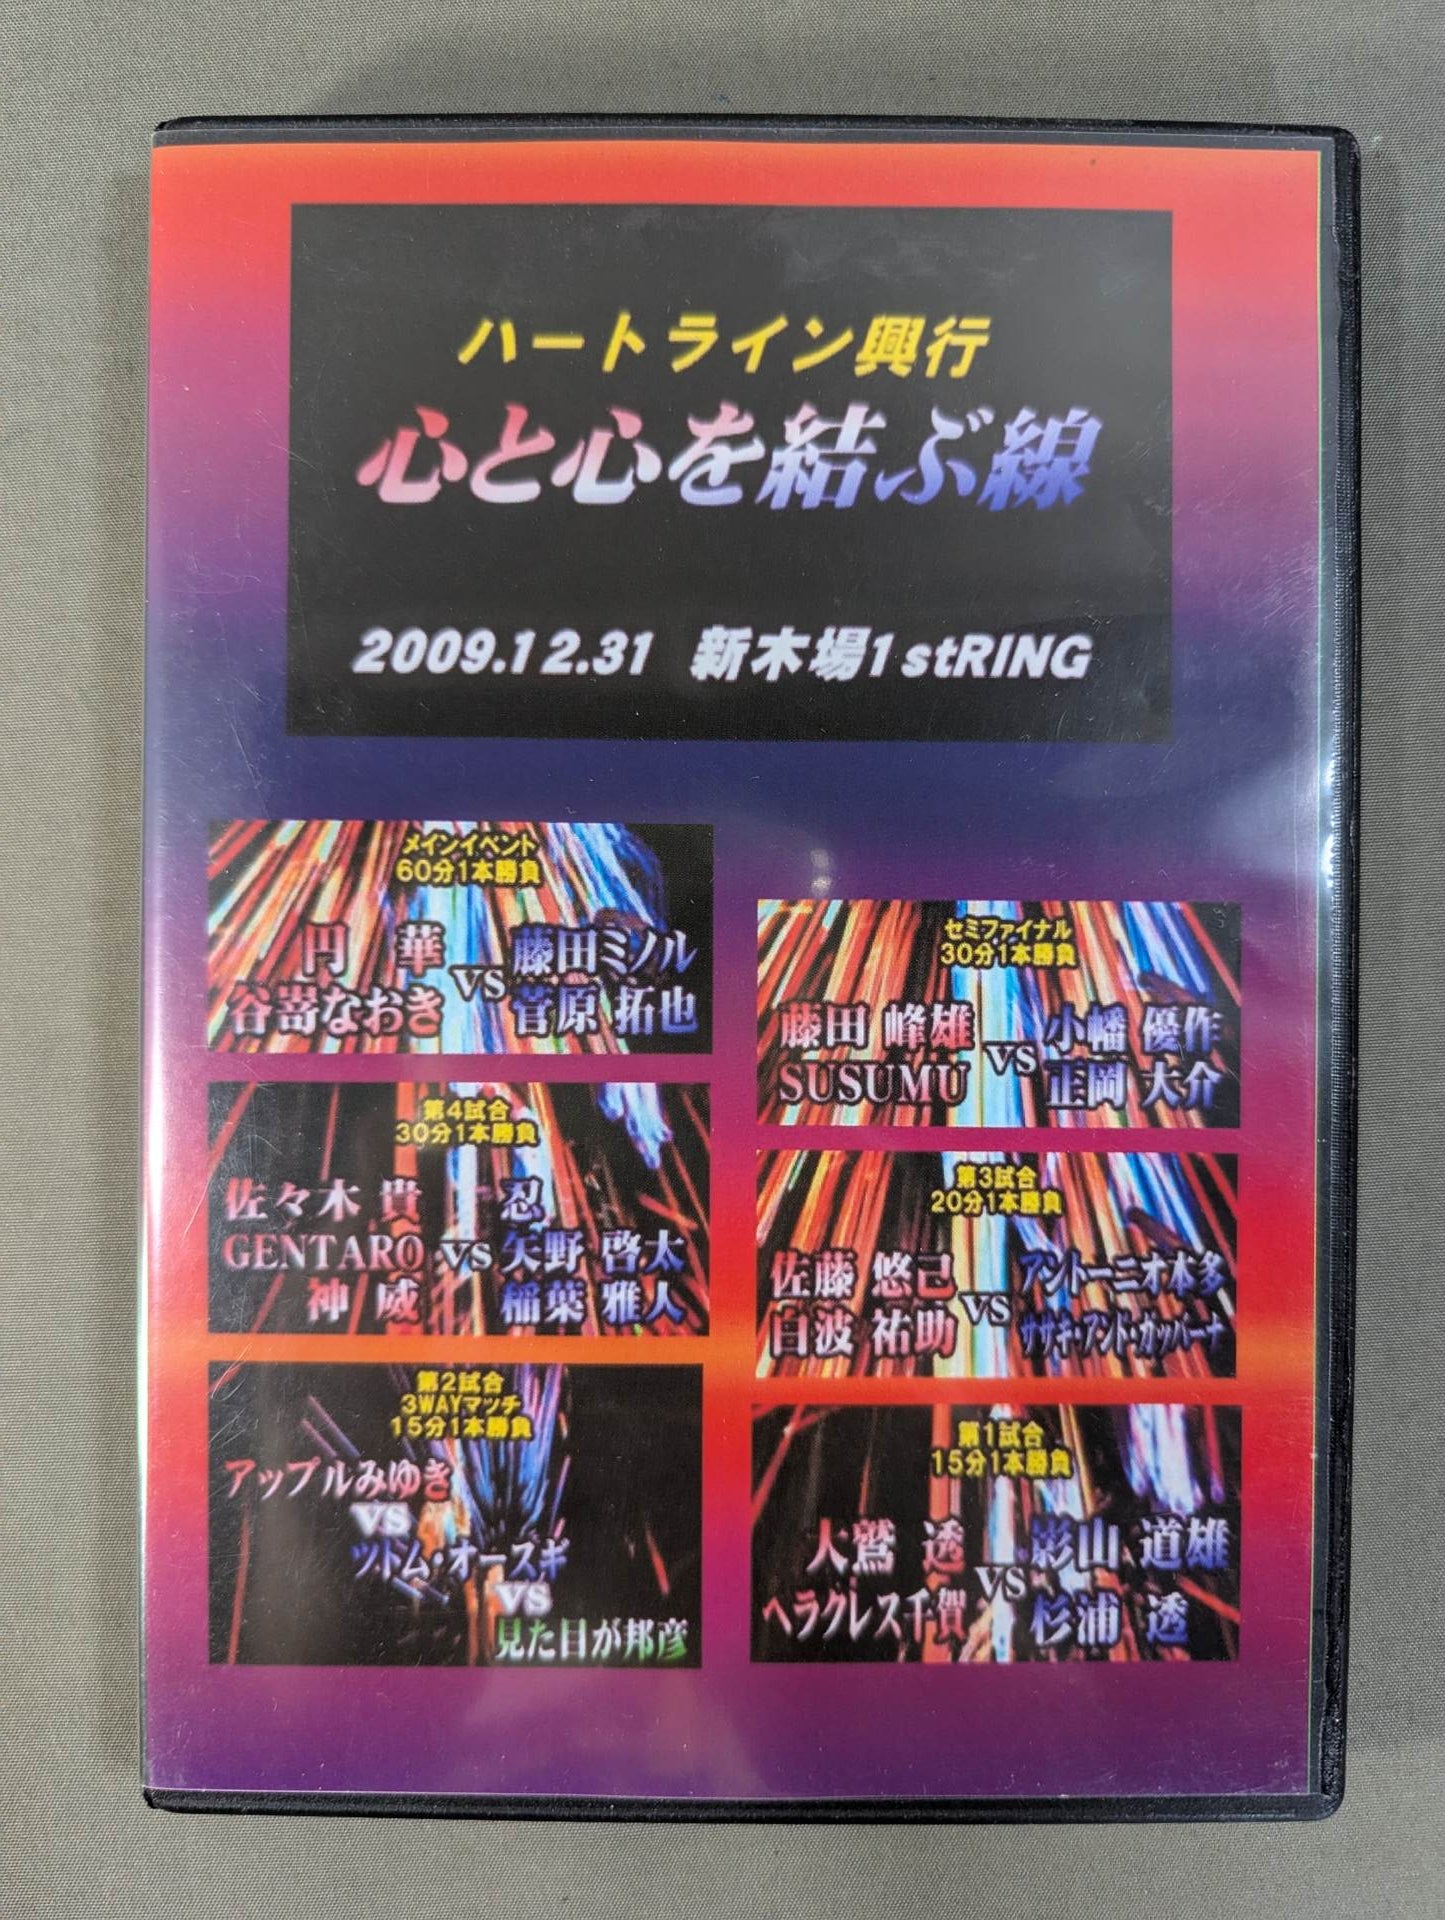 ハートライン興行
心と心を結ぶ線
2009.12.31 新木場1stRING
メインイベント
60分1本勝負
円 華
谷嵜なおき
VS
藤田ミノル
菅原 拓也
セミファイナル
30分1本勝負
藤田 峰雄
SUSUMU
VS
小幡 優作
正岡 大介
第4試合
30分1本勝負
佐々木 貴
GENTARO
神 威
VS
忍
矢野 啓太
稲葉 雅人
第3試合
20分1本勝負
佐藤 悠己
白波 祐助
VS
アントーニオ本多
ササキ・アンド・ガッバーナ
第2試合
3WAYマッチ
15分1本勝負
アップルみゆき
VS
ツトム・オースギ
VS
見た目が邦彦
第1試合
15分1本勝負
大鷲 透
ヘラクレス千賀
VS
影山 道雄
杉浦 透